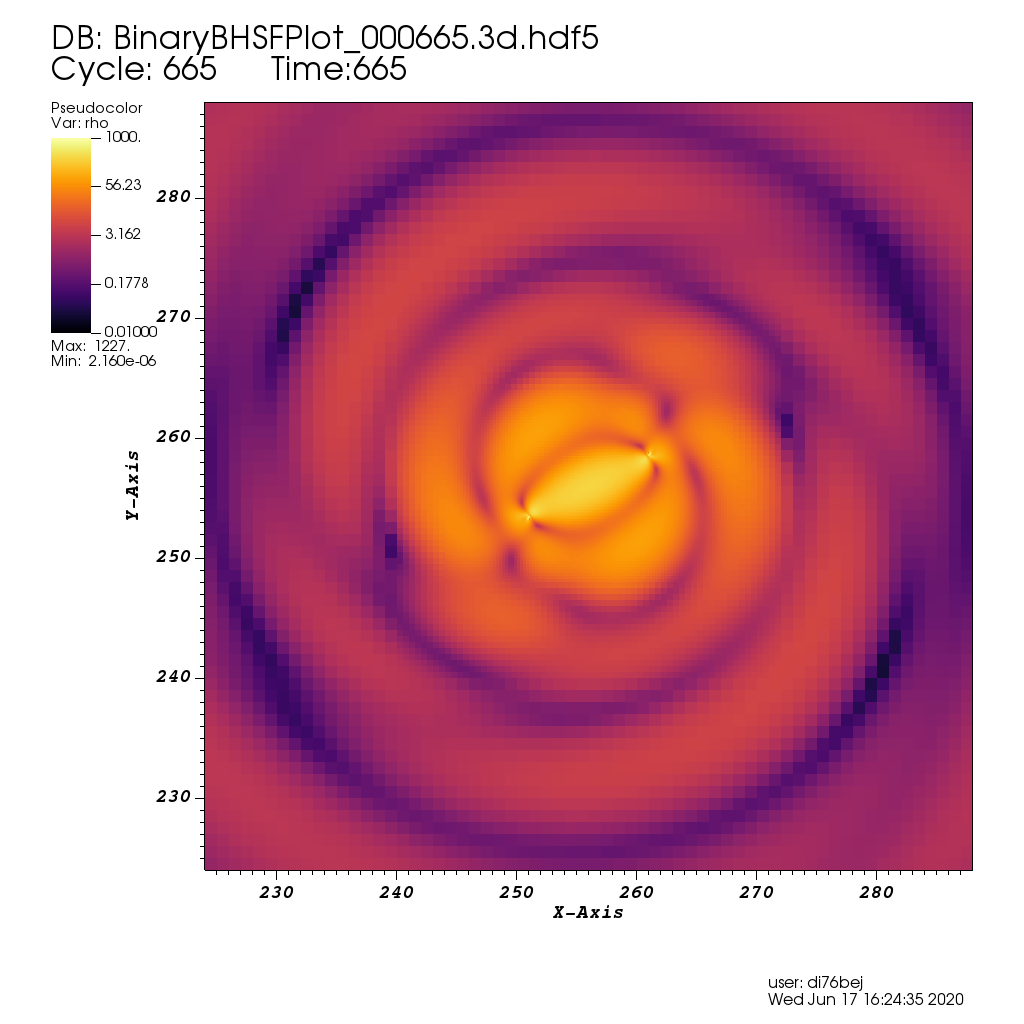 DB: BinaryBHSFPlot_000665.3d.hdf5
Cycle: 665 Time:665
Pseudocolor
Var: rho
1000.
56.23
3.162
0.1778
0.01000
Max: 1227.
Min: 2.160e-06
280
270
260
250
240
230
Y-Axis
230 240 250 260 270 280
X-Axis
user: di76bej
Wed Jun 17 16:24:35 2020